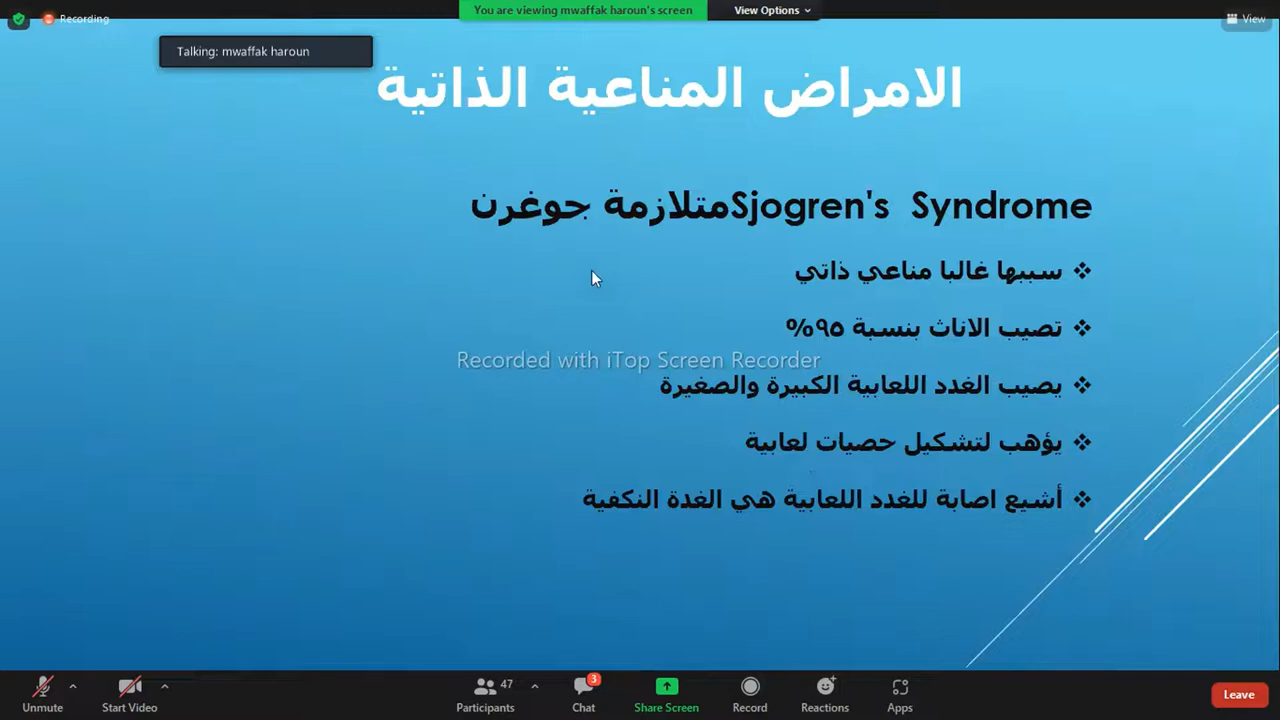 Recording
You are viewing mwaffak haroun's screen
View Options
View
Talking: mwaffak haroun
الامراض المناعية الذاتية
Sjogren's Syndromeمتلازمة جوغرن
❖ سببها غالبا مناعي ذاتي
❖ تصيب الاناث بنسبة ٩٥%
Recorded with iTop Screen Recorder
❖ يصيب الغدد اللعابية الكبيرة والصغيرة
❖ يؤهب لتشكيل حصيات لعابية
❖ أشيع اصابة للغدد اللعابية هي الغدة النكفية
Unmute
Start Video
47
Participants
3
Chat
Share Screen
Record
Reactions
Apps
Leave